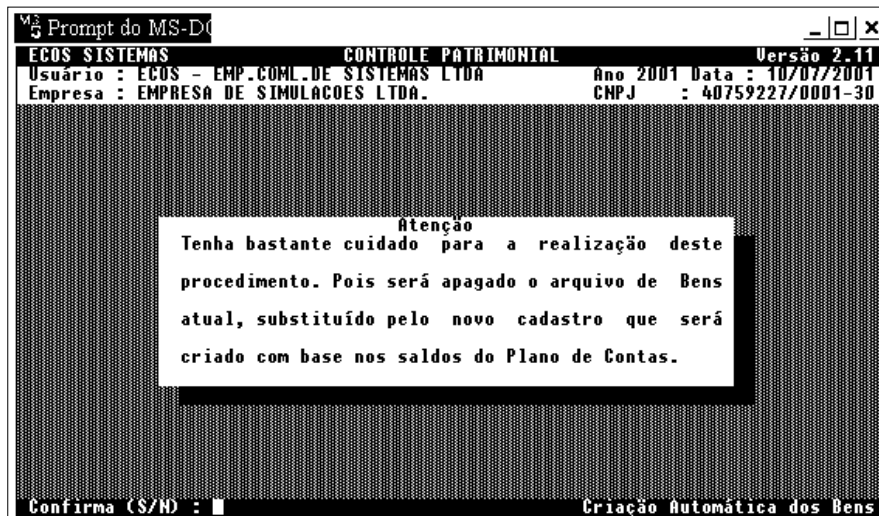 Prompt do MS-DO
ECOS SISTEMAS CONTROLE PATRIMONIAL Versão 2.11
Usuário : ECOS - EMP.COML.DE SISTEMAS LTDA Ano 2001 Data : 10/07/2001
Empresa : EMPRESA DE SIMULACOES LTDA. CNPJ : 40759227/0001-30
Atenção
Tenha bastante cuidado para a realização deste
procedimento. Pois será apagado o arquivo de Bens
atual, substituído pelo novo cadastro que será
criado com base nos saldos do Plano de Contas.
Confirma (S/N) : Criação Automática dos Bens